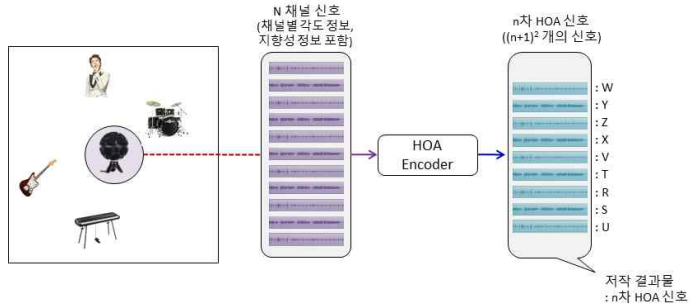 N 채널 신호
(채널별 각도 정보,
지향성 정보 포함)
HOA
Encoder
n차 HOA 신호
((n+1)² 개의 신호)
: W
: Y
: Z
: X
: V
: T
: R
: S
: U
저작 결과물
: n차 HOA 신호